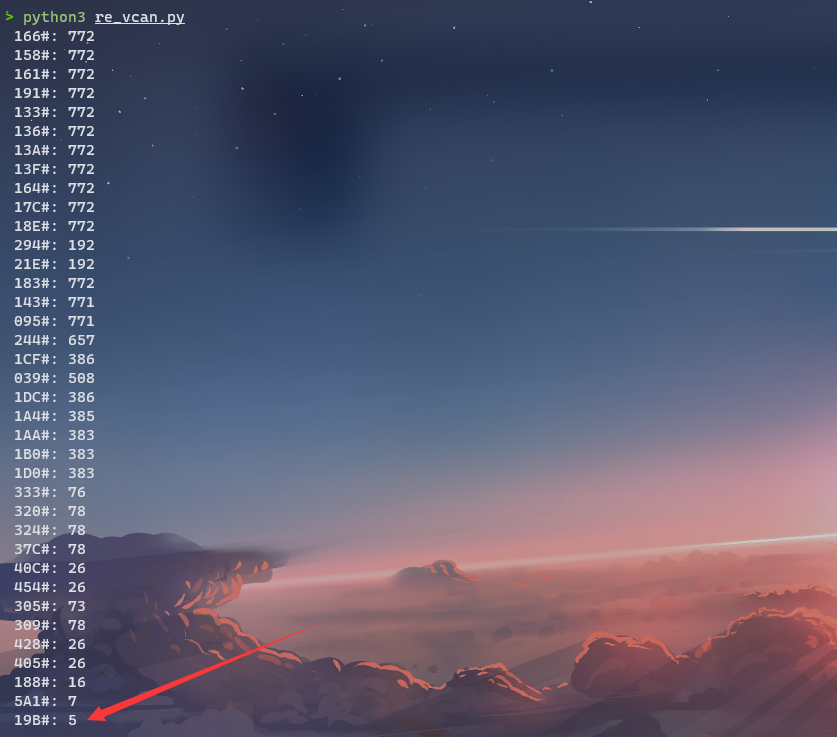 > python3 re_vcan.py
166#: 772
158#: 772
161#: 772
191#: 772
133#: 772
136#: 772
13A#: 772
13F#: 772
164#: 772
17C#: 772
18E#: 772
294#: 192
21E#: 192
183#: 772
143#: 771
095#: 771
244#: 657
1CF#: 386
039#: 508
1DC#: 386
1A4#: 385
1AA#: 383
1B0#: 383
1D0#: 383
333#: 76
320#: 78
324#: 78
37C#: 78
40C#: 26
454#: 26
305#: 73
309#: 78
428#: 26
405#: 26
188#: 16
5A1#: 7
19B#: 5